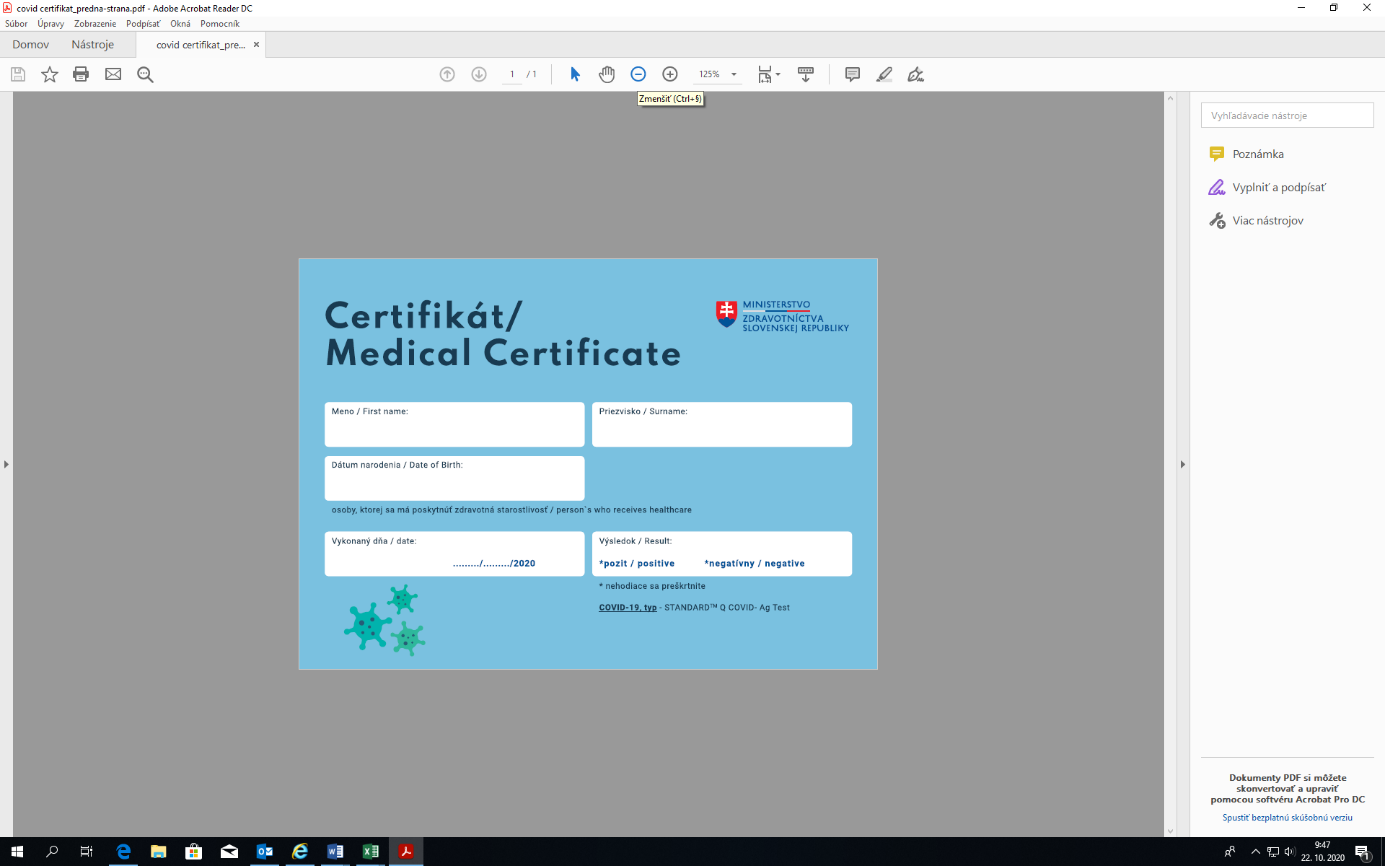 covid certifikat_predna-strana.pdf - Adobe Acrobat Reader DC
Súbor Úpravy Zobrazenie Podpísať Okná Pomocník
Domov Nástroje covid certifikat_pre... ×
1 / 1 125%
Zmenšiť (Ctrl+§)
Vyhľadávacie nástroje
Poznámka
Vyplniť a podpísať
Viac nástrojov
Certifikát/
Medical Certificate
MINISTERSTVO
ZDRAVOTNÍCTVA
SLOVENSKEJ REPUBLIKY
Meno / First name:
Priezvisko / Surname:
Dátum narodenia / Date of Birth:
osoby, ktorej sa má poskytnúť zdravotná starostlivosť / person`s who receives healthcare
Vykonaný dňa / date:
........./........./2020
Výsledok / Result:
*pozit / positive *negatívny / negative
* nehodiace sa preškrtnite
COVID-19, typ - STANDARD™ Q COVID- Ag Test
Dokumenty PDF si môžete
skonvertovať a upraviť
pomocou softvéru Acrobat Pro DC
Spustiť bezplatnú skúšobnú verziu
9:47
22. 10. 2020
1